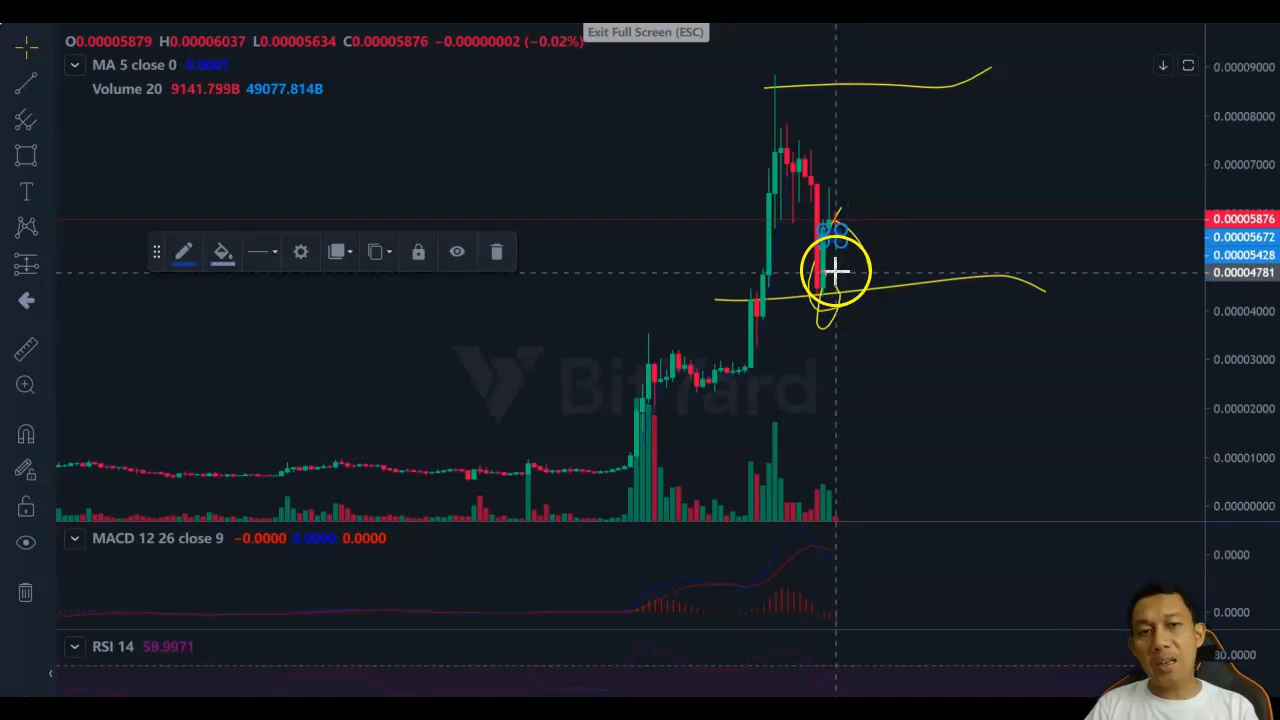 Exit Full Screen (ESC)
O0.00005879 H0.00006037 L0.00005634 C0.00005876 −0.00000002 (−0.02%)
MA 5 close 0 0.0001
Volume 20 9141.799B 49077.814B
0.00009000
0.00008000
0.00007000
0.00005876
0.00005672
0.00005428
0.00004781
0.00004000
0.00003000
0.00002000
0.00001000
0.00000000
BitYard
MACD 12 26 close 9 −0.0000 0.0000 0.0000
0.0000
0.0000
RSI 14 59.9971
80.0000